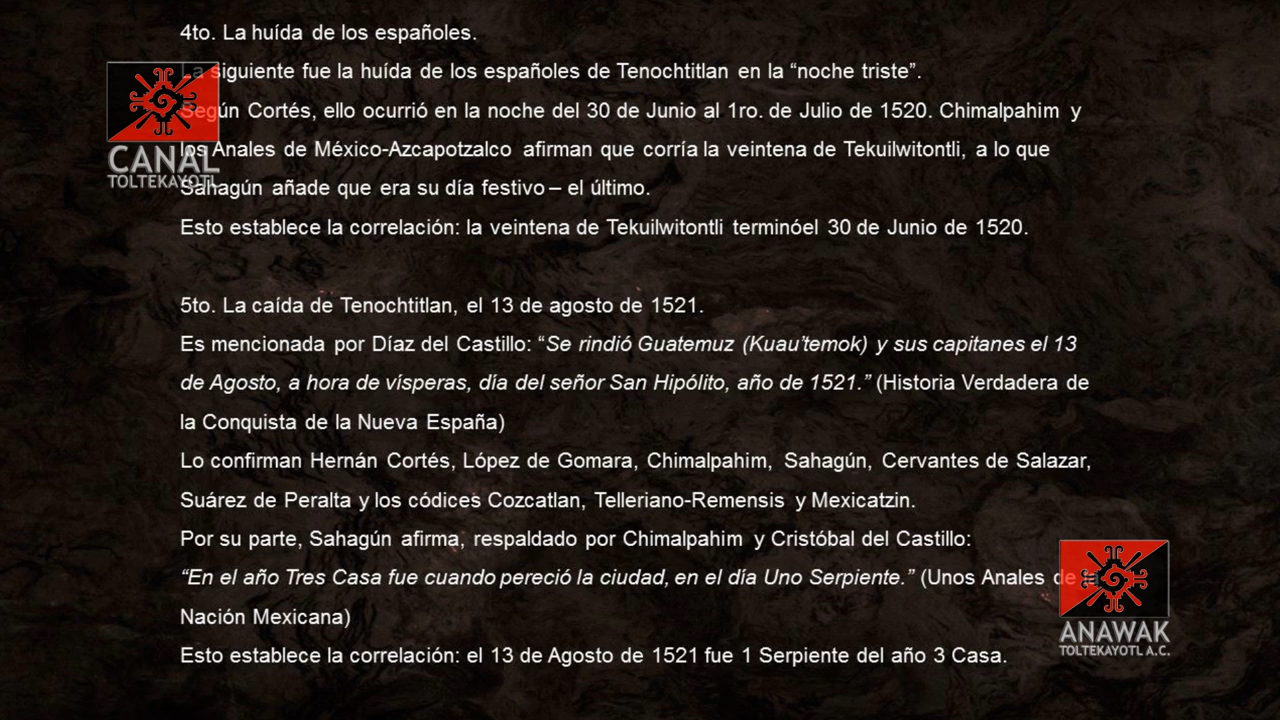 4to. La huída de los españoles.
La siguiente fue la huída de los españoles de Tenochtitlan en la “noche triste”.
Según Cortés, ello ocurrió en la noche del 30 de Junio al 1ro. de Julio de 1520. Chimalpahim y
los Anales de México-Azcapotzalco afirman que corría la veintena de Tekuilwitontli, a lo que
Sahagún añade que era su día festivo – el último.
Esto establece la correlación: la veintena de Tekuilwitontli terminóel 30 de Junio de 1520.
5to. La caída de Tenochtitlan, el 13 de agosto de 1521.
Es mencionada por Díaz del Castillo: “Se rindió Guatemuz (Kuau’temok) y sus capitanes el 13
de Agosto, a hora de vísperas, día del señor San Hipólito, año de 1521.” (Historia Verdadera de
la Conquista de la Nueva España)
Lo confirman Hernán Cortés, López de Gomara, Chimalpahim, Sahagún, Cervantes de Salazar,
Suárez de Peralta y los códices Cozcatlan, Telleriano-Remensis y Mexicatzin.
Por su parte, Sahagún afirma, respaldado por Chimalpahim y Cristóbal del Castillo:
“En el año Tres Casa fue cuando pereció la ciudad, en el día Uno Serpiente.” (Unos Anales de la
Nación Mexicana)
Esto establece la correlación: el 13 de Agosto de 1521 fue 1 Serpiente del año 3 Casa.
CANAL
TOLTEKAYOTL
ANAWAK
TOLTEKAYOTL A.C.